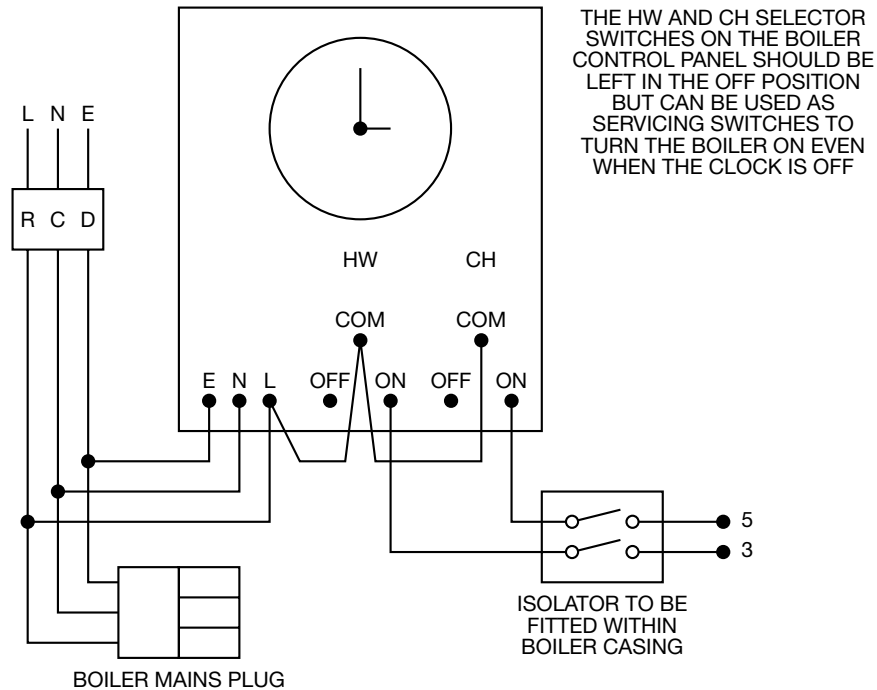 THE HW AND CH SELECTOR
SWITCHES ON THE BOILER
CONTROL PANEL SHOULD BE
LEFT IN THE OFF POSITION
BUT CAN BE USED AS
SERVICING SWITCHES TO
TURN THE BOILER ON EVEN
WHEN THE CLOCK IS OFF
L N E
R C D
HW CH
COM COM
E N L OFF ON OFF ON
5
3
ISOLATOR TO BE
FITTED WITHIN
BOILER CASING
BOILER MAINS PLUG